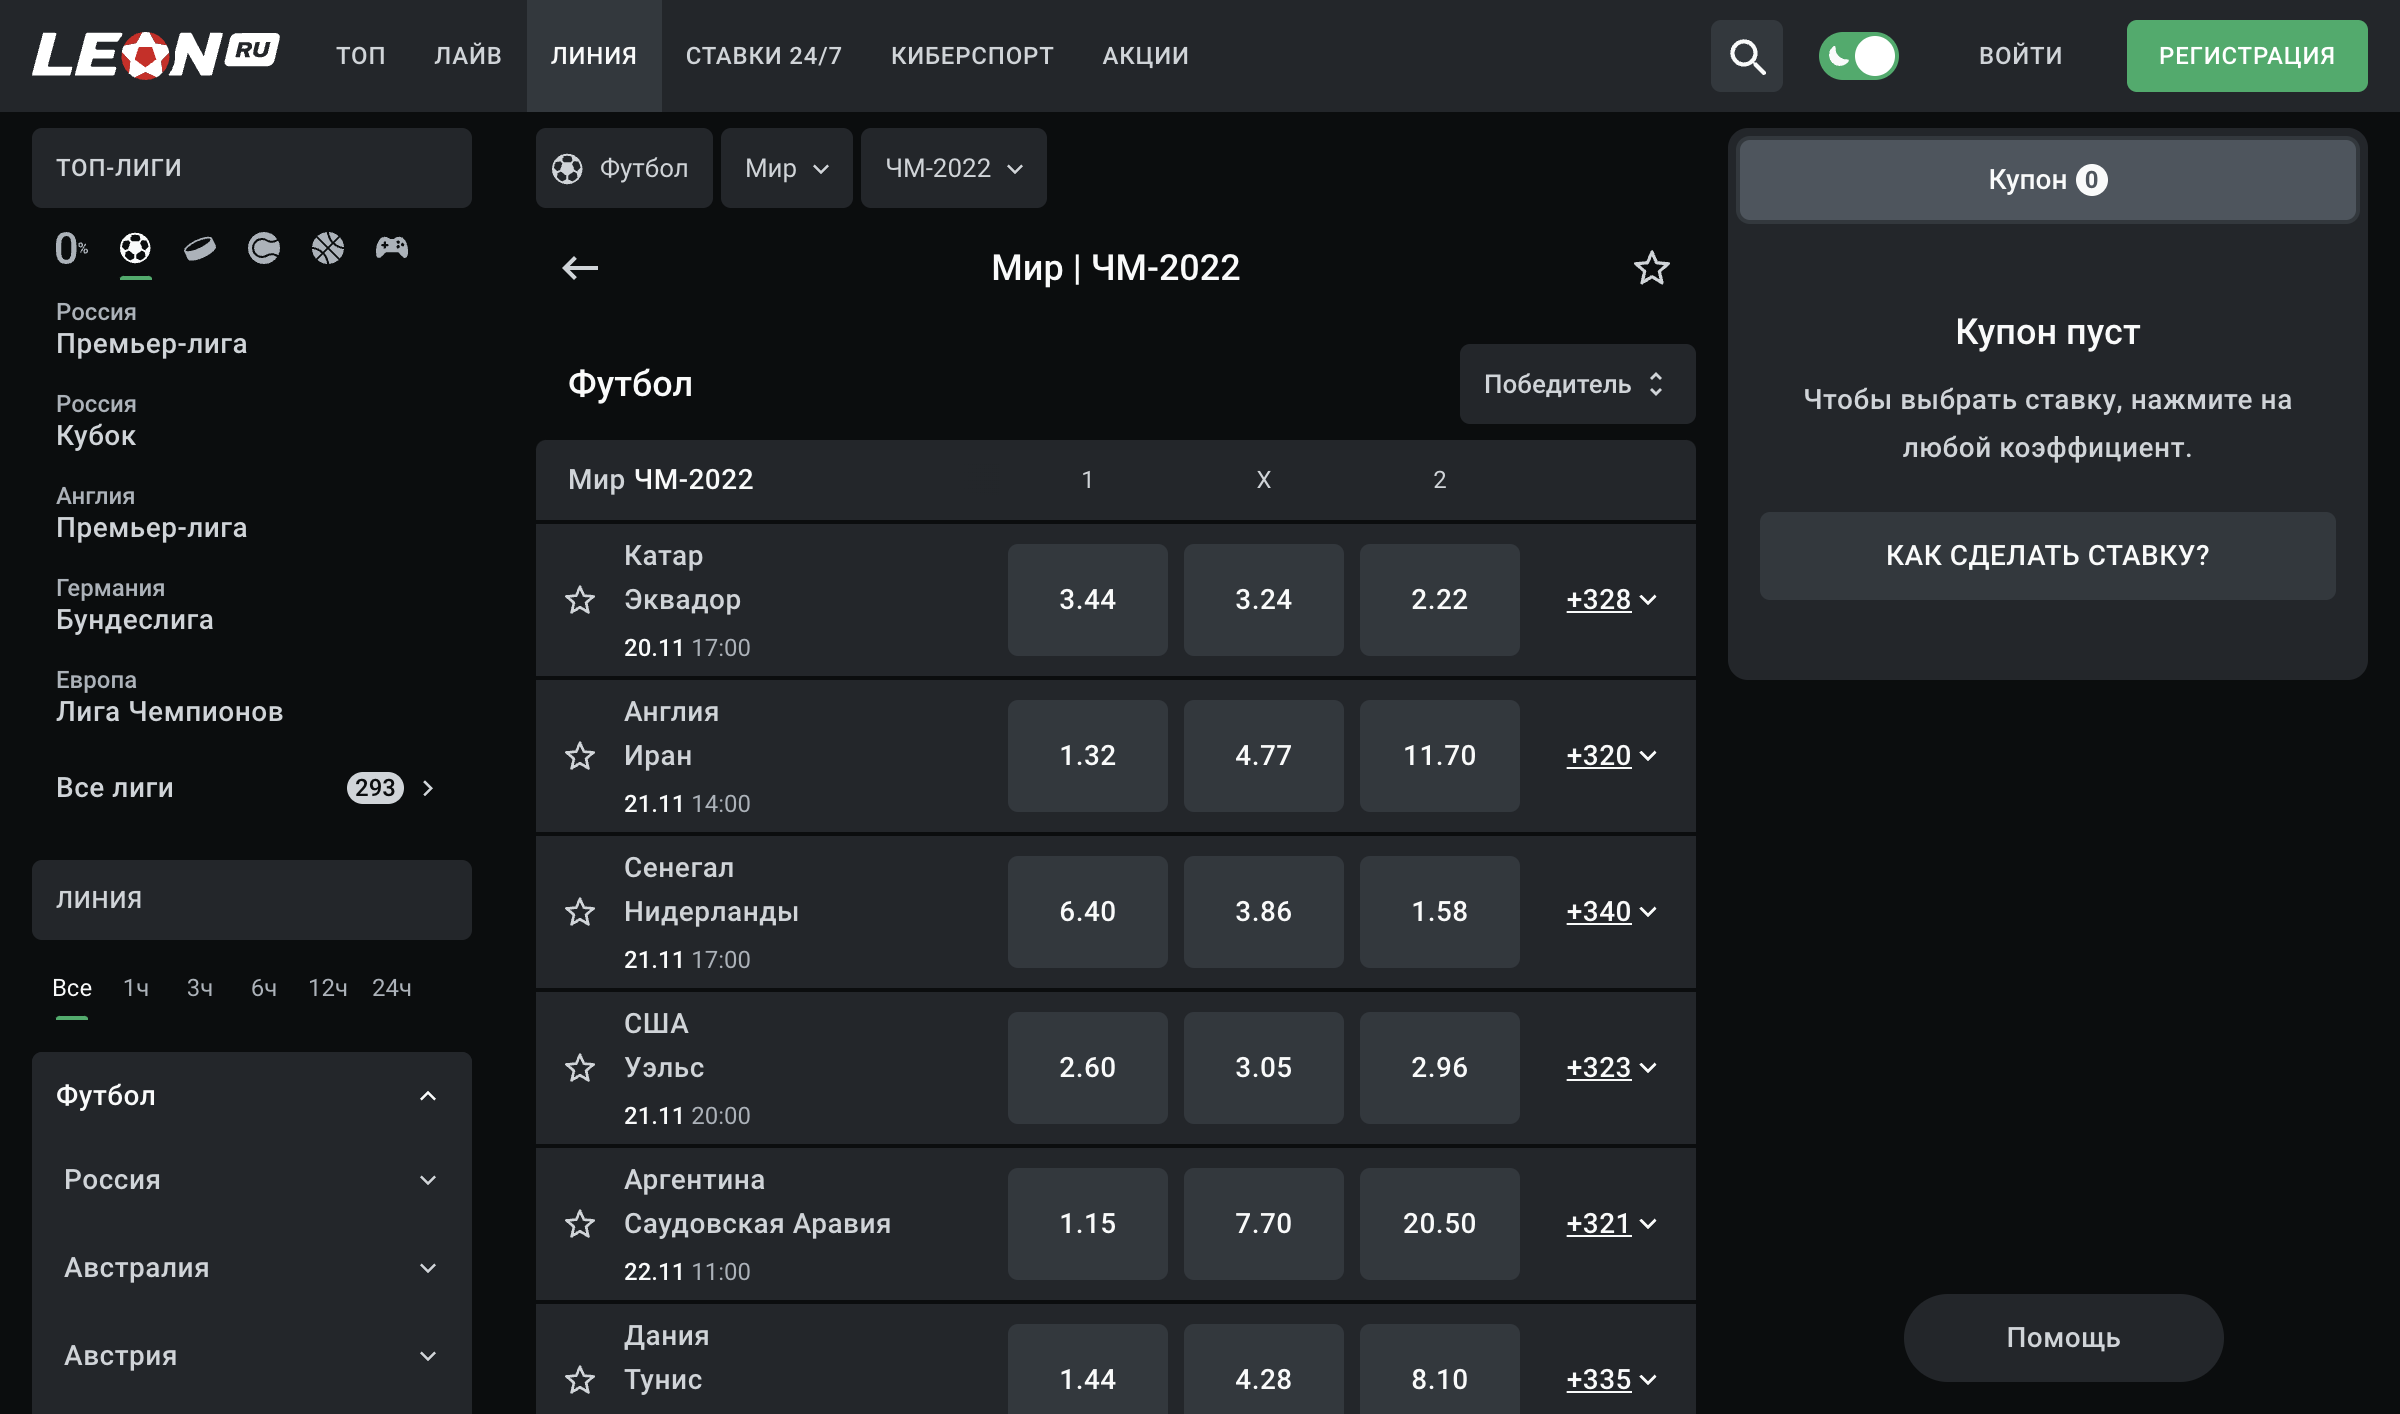 LEON RU
ТОП
ЛАЙВ
ЛИНИЯ
СТАВКИ 24/7
КИБЕРСПОРТ
АКЦИИ
ВОЙТИ
РЕГИСТРАЦИЯ
ТОП-ЛИГИ
0%
Россия
Премьер-лига
Россия
Кубок
Англия
Премьер-лига
Германия
Бундеслига
Европа
Лига Чемпионов
Все лиги 293
ЛИНИЯ
Все 1ч 3ч 6ч 12ч 24ч
Футбол
Россия
Австралия
Австрия
Футбол
Мир
ЧМ-2022
Мир | ЧМ-2022
Футбол
Победитель
Мир ЧМ-2022 1 X 2
Катар
Эквадор
20.11 17:00
3.44 3.24 2.22 +328
Англия
Иран
21.11 14:00
1.32 4.77 11.70 +320
Сенегал
Нидерланды
21.11 17:00
6.40 3.86 1.58 +340
США
Уэльс
21.11 20:00
2.60 3.05 2.96 +323
Аргентина
Саудовская Аравия
22.11 11:00
1.15 7.70 20.50 +321
Дания
Тунис
1.44 4.28 8.10 +335
Купон 0
Купон пуст
Чтобы выбрать ставку, нажмите на
любой коэффициент.
КАК СДЕЛАТЬ СТАВКУ?
Помощь